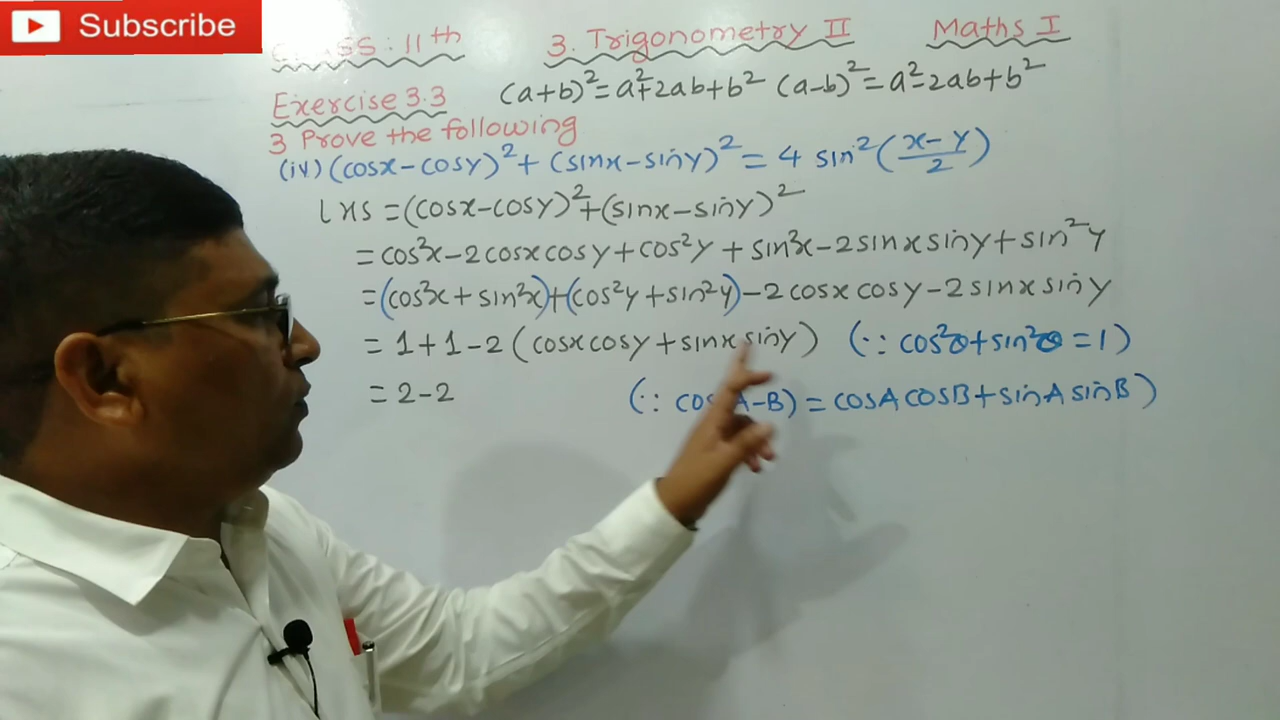 Subscribe
CLASS : 11th 3. Trigonometry II Maths I
Exercise 3.3 (a+b)² = a²+2ab+b² (a-b)² = a²-2ab+b²
3 Prove the following
(iv) (cosx-cosy)² + (sinx-siny)² = 4 sin² (x-y/2)
LHS = (cosx-cosy)² + (sinx-siny)²
= cos²x - 2cosx cosy + cos²y + sin²x - 2sinx siny + sin²y
= (cos²x + sin²x) + (cos²y + sin²y) - 2cosx cosy - 2sinx siny
= 1+1-2 (cosx cosy + sinx siny) (∵ cos²θ + sin²θ = 1)
= 2-2 (∵ cos(A-B) = cosA cosB + sinA sinB)